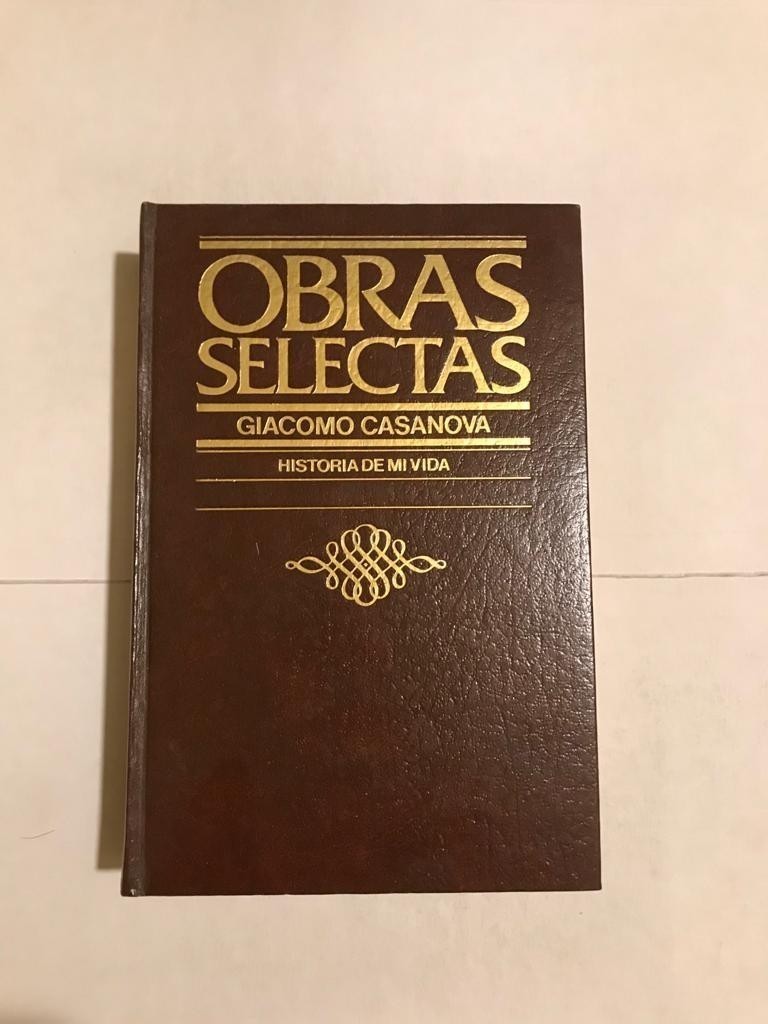 OBRAS
SELECTAS
GIACOMO CASANOVA
HISTORIA DE MI VIDA